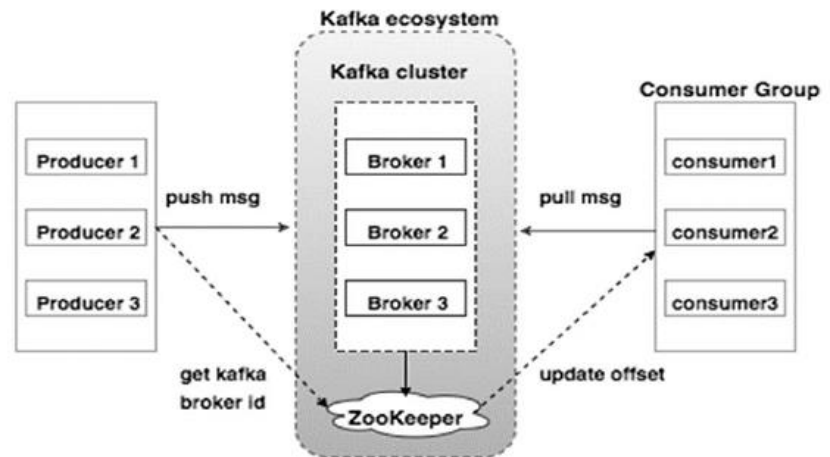 Kafka ecosystem
Kafka cluster
Consumer Group
Producer 1
Broker 1
consumer1
push msg
pull msg
Producer 2
Broker 2
consumer2
Producer 3
Broker 3
consumer3
get kafka
broker id
update offset
ZooKeeper